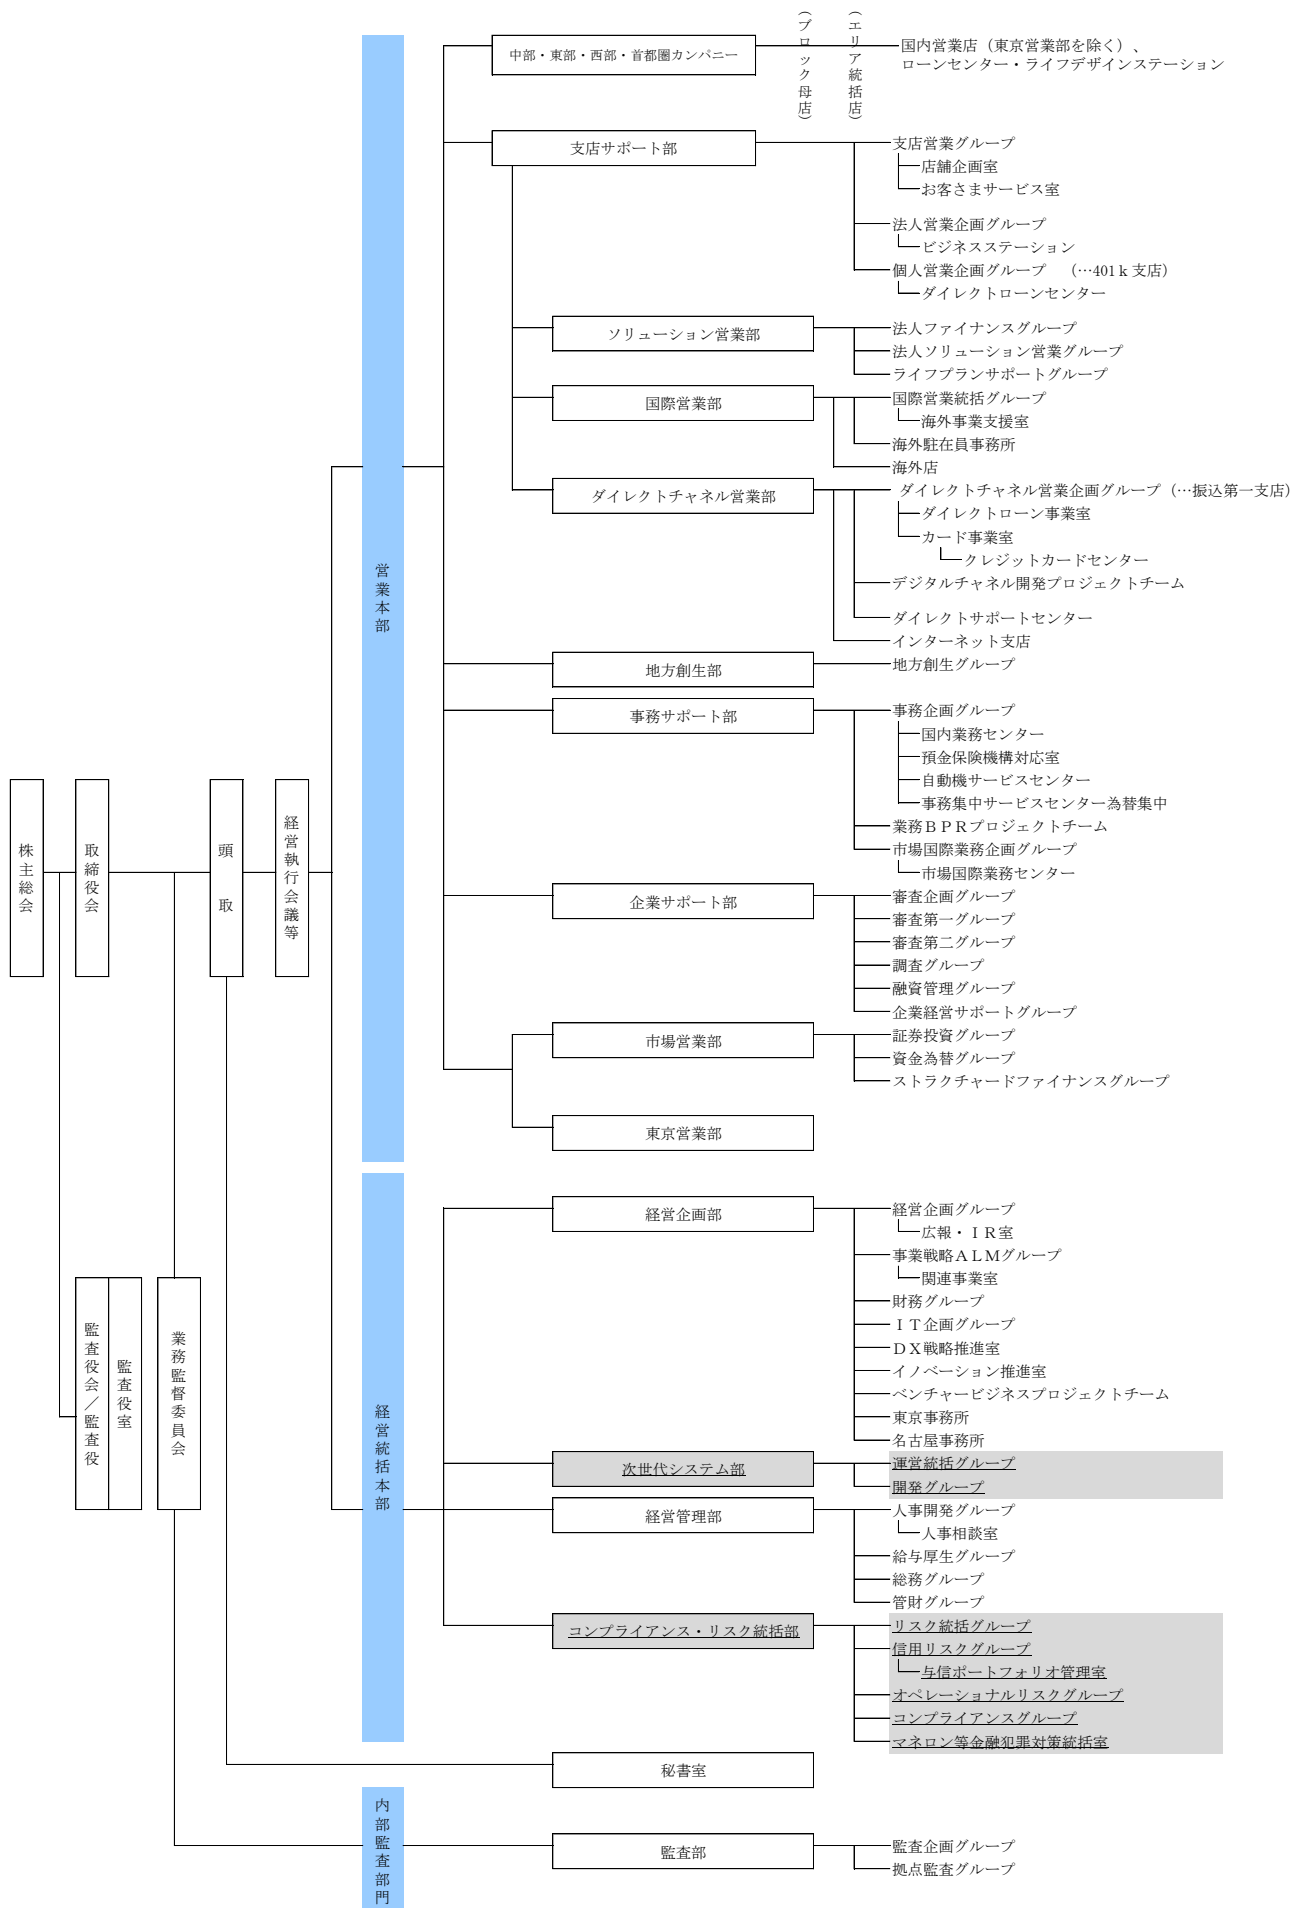 （ブロック母店）
（エリア統括店）
中部・東部・西部・首都圏カンパニー
国内営業店（東京営業部を除く）、
ローンセンター・ライフデザインステーション
支店サポート部
支店営業グループ
店舗企画室
お客さまサービス室
法人営業企画グループ
ビジネスステーション
個人営業企画グループ　（…401ｋ支店）
ダイレクトローンセンター
ソリューション営業部
法人ファイナンスグループ
法人ソリューション営業グループ
ライフプランサポートグループ
国際営業部
国際営業統括グループ
海外事業支援室
海外駐在員事務所
海外店
ダイレクトチャネル営業部
ダイレクトチャネル営業企画グループ（…振込第一支店）
ダイレクトローン事業室
カード事業室
クレジットカードセンター
デジタルチャネル開発プロジェクトチーム
ダイレクトサポートセンター
インターネット支店
営業本部
地方創生部
地方創生グループ
事務サポート部
事務企画グループ
国内業務センター
預金保険機構対応室
自動機サービスセンター
事務集中サービスセンター為替集中
業務ＢＰＲプロジェクトチーム
市場国際業務企画グループ
市場国際業務センター
株主総会
取締役会
頭取
経営執行会議等
企業サポート部
審査企画グループ
審査第一グループ
審査第二グループ
調査グループ
融資管理グループ
企業経営サポートグループ
市場営業部
証券投資グループ
資金為替グループ
ストラクチャードファイナンスグループ
東京営業部
経営企画部
経営企画グループ
広報・ＩＲ室
事業戦略ＡＬＭグループ
関連事業室
財務グループ
ＩＴ企画グループ
ＤＸ戦略推進室
イノベーション推進室
ベンチャービジネスプロジェクトチーム
東京事務所
名古屋事務所
監査役会／監査役
監査役室
業務監督委員会
経営統括本部
次世代システム部
運営統括グループ
開発グループ
経営管理部
人事開発グループ
人事相談室
給与厚生グループ
総務グループ
管財グループ
コンプライアンス・リスク統括部
リスク統括グループ
信用リスクグループ
与信ポートフォリオ管理室
オペレーショナルリスクグループ
コンプライアンスグループ
マネロン等金融犯罪対策統括室
秘書室
内部監査部門
監査部
監査企画グループ
拠点監査グループ